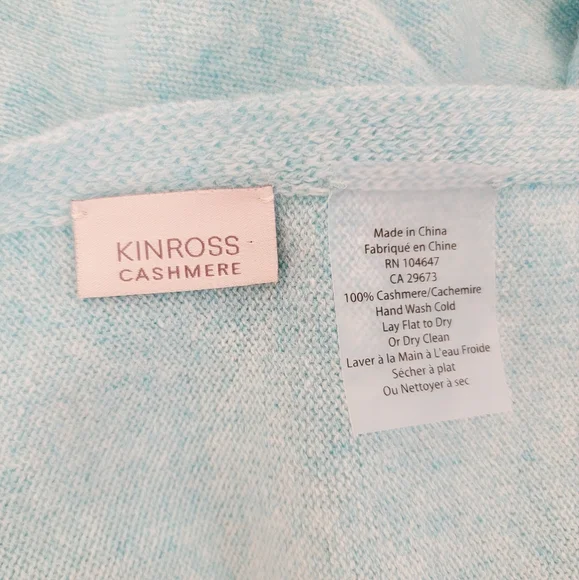 KINROSS
CASHMERE
Made in China
Fabriqué en Chine
RN 104647
CA 29673
100% Cashmere/Cachemire
Hand Wash Cold
Lay Flat to Dry
Or Dry Clean
Laver à la Main à L'eau Froide
Sécher à plat
Ou Nettoyer à sec